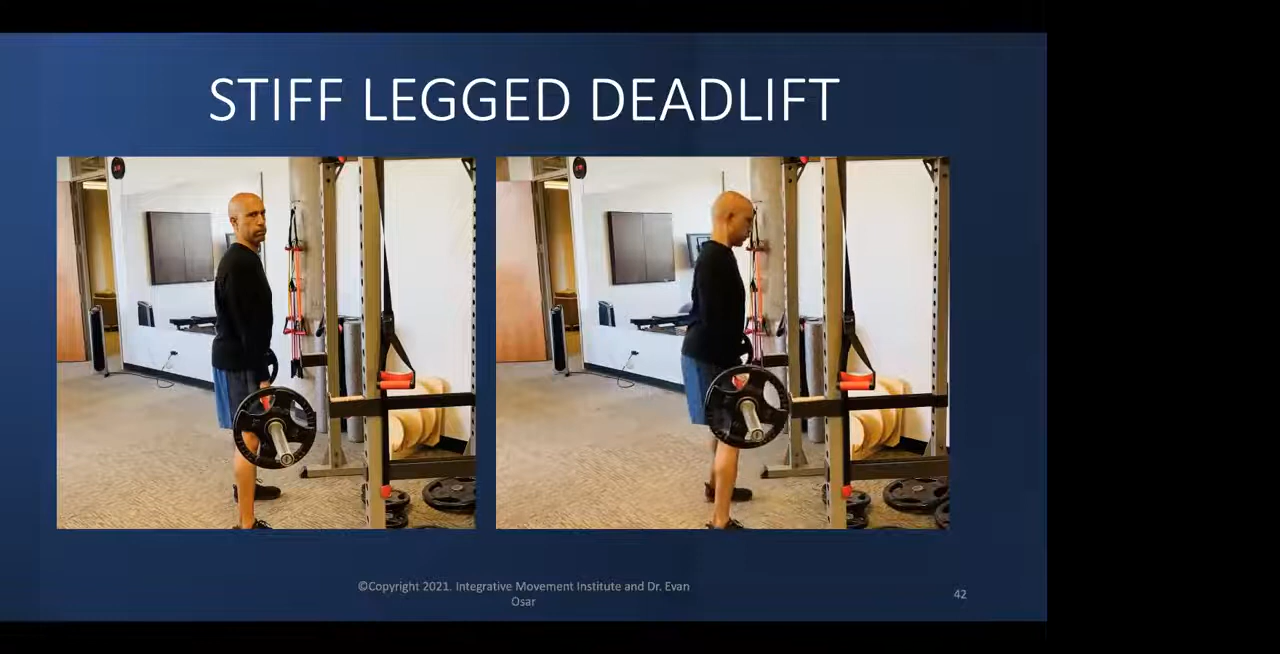 STIFF LEGGED DEADLIFT
©Copyright 2021. Integrative Movement Institute and Dr. Evan
Osar
42